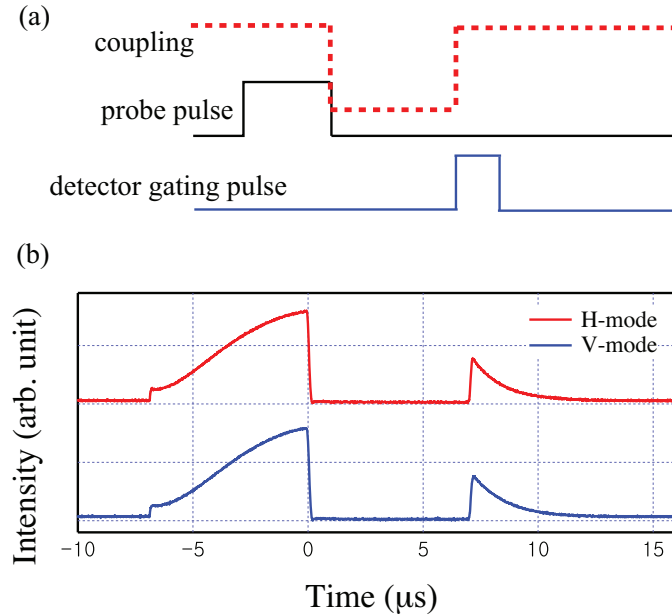 (a)
coupling
probe pulse
detector gating pulse
(b)
H-mode
V-mode
Intensity (arb. unit)
-10 -5 0 5 10 15
Time (μs)